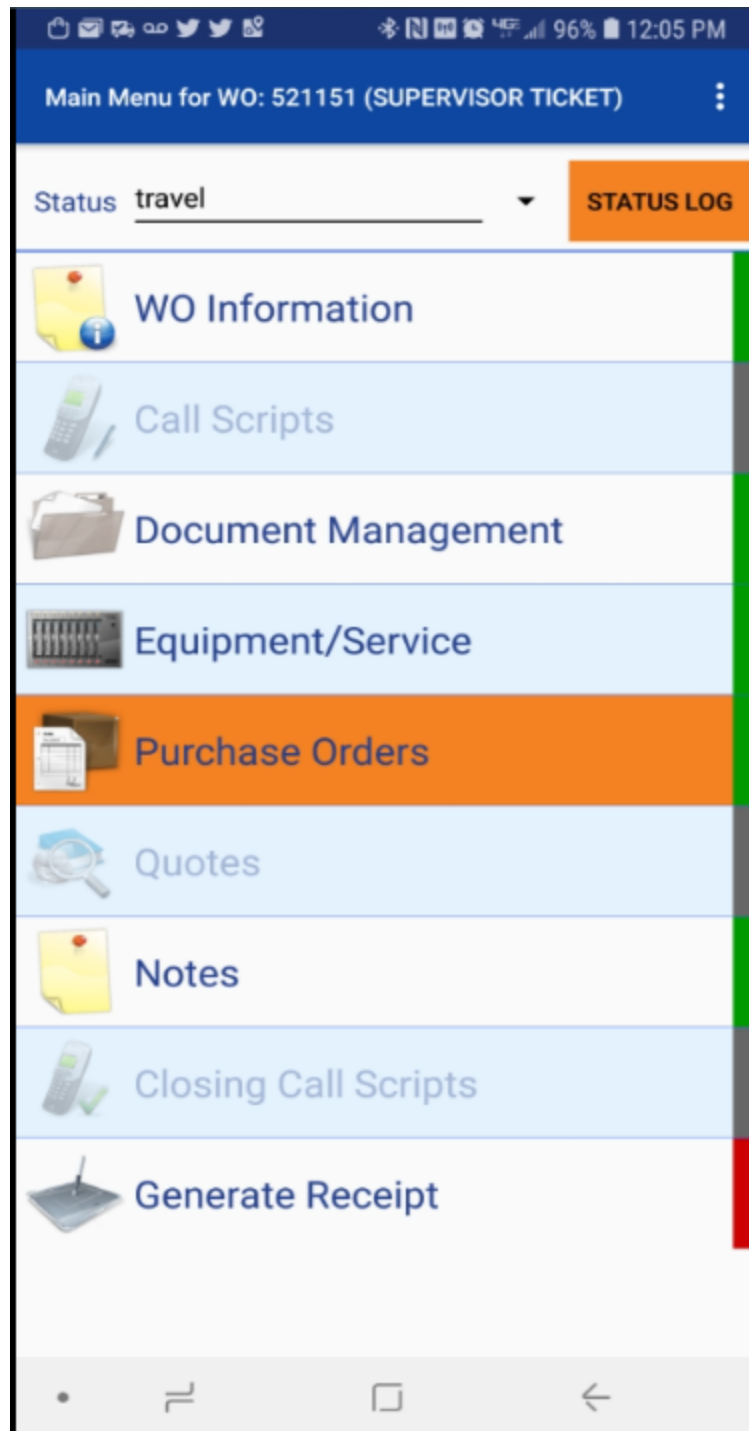 96% 12:05 PM
Main Menu for WO: 521151 (SUPERVISOR TICKET)
Status travel STATUS LOG
WO Information
Call Scripts
Document Management
Equipment/Service
Purchase Orders
Quotes
Notes
Closing Call Scripts
Generate Receipt